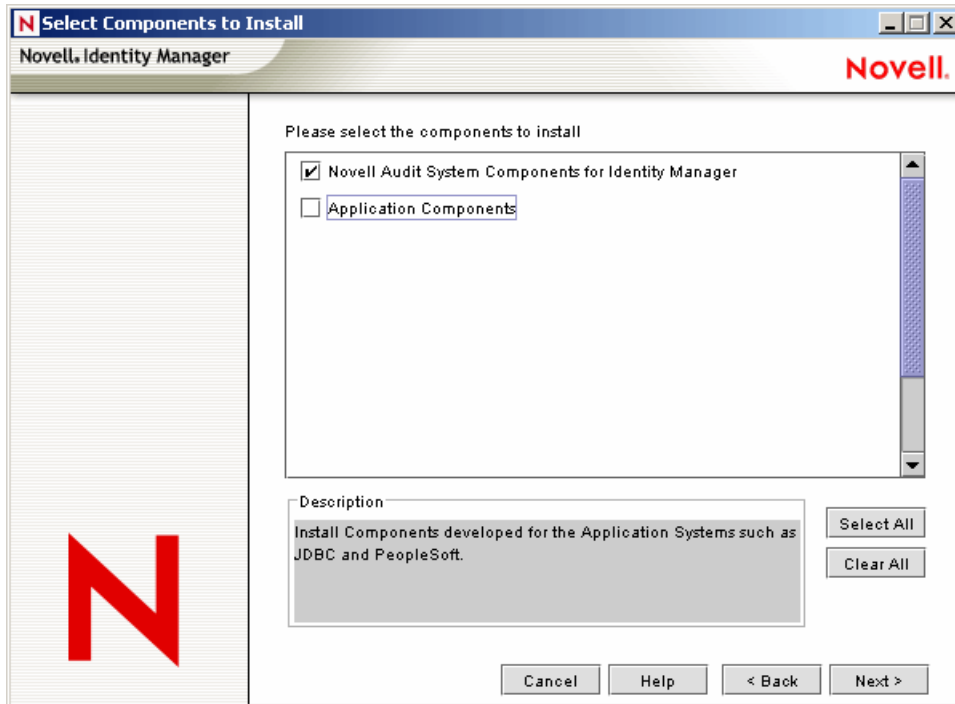 N Select Components to Install
Novell. Identity Manager
Novell.
Please select the components to install
Novell Audit System Components for Identity Manager
Application Components
Description
Install Components developed for the Application Systems such as
JDBC and PeopleSoft.
Select All
Clear All
N
Cancel Help < Back Next >